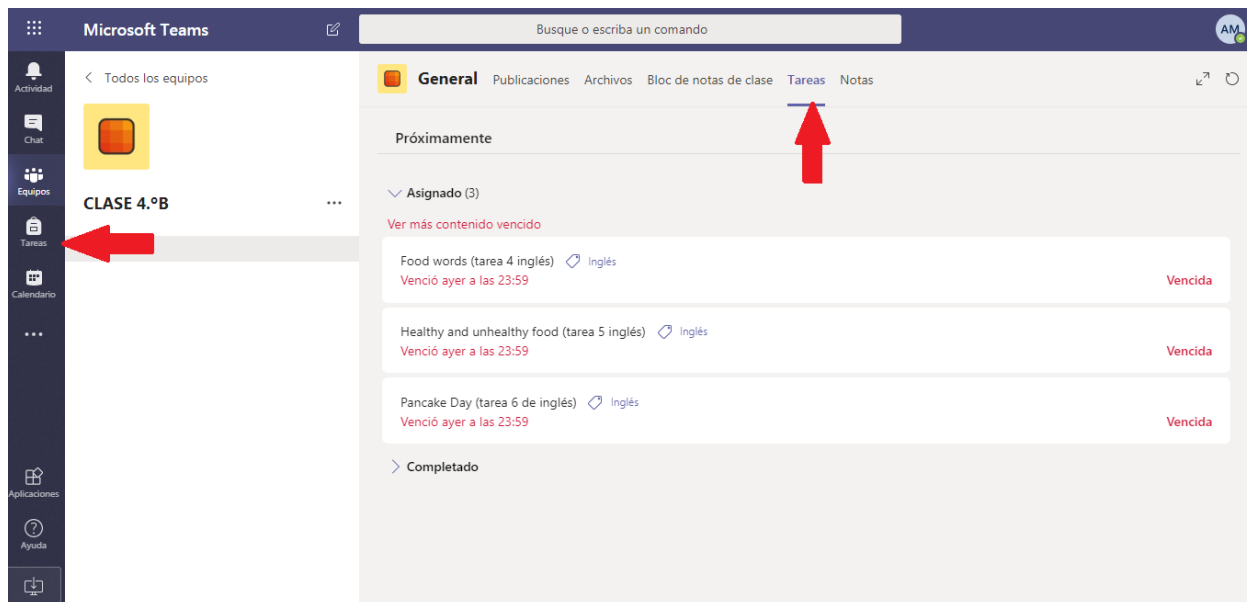 Microsoft Teams
Busque o escriba un comando
AM
Actividad
Chat
Equipos
Tareas
Calendario
Aplicaciones
Ayuda
Todos los equipos
CLASE 4.ºB
General Publicaciones Archivos Bloc de notas de clase Tareas Notas
Próximamente
Asignado (3)
Ver más contenido vencido
Food words (tarea 4 inglés) Inglés
Venció ayer a las 23:59 Vencida
Healthy and unhealthy food (tarea 5 inglés) Inglés
Venció ayer a las 23:59 Vencida
Pancake Day (tarea 6 de inglés) Inglés
Venció ayer a las 23:59 Vencida
Completado